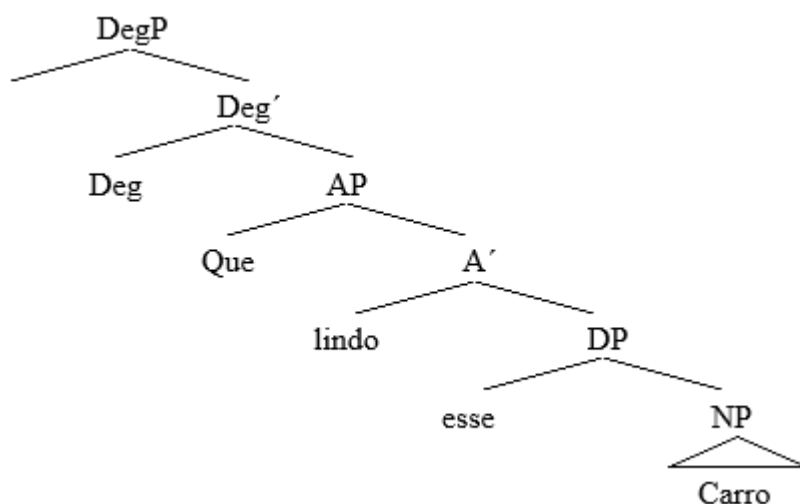 DegP
Deg´
Deg AP
Que A´
lindo DP
esse NP
Carro